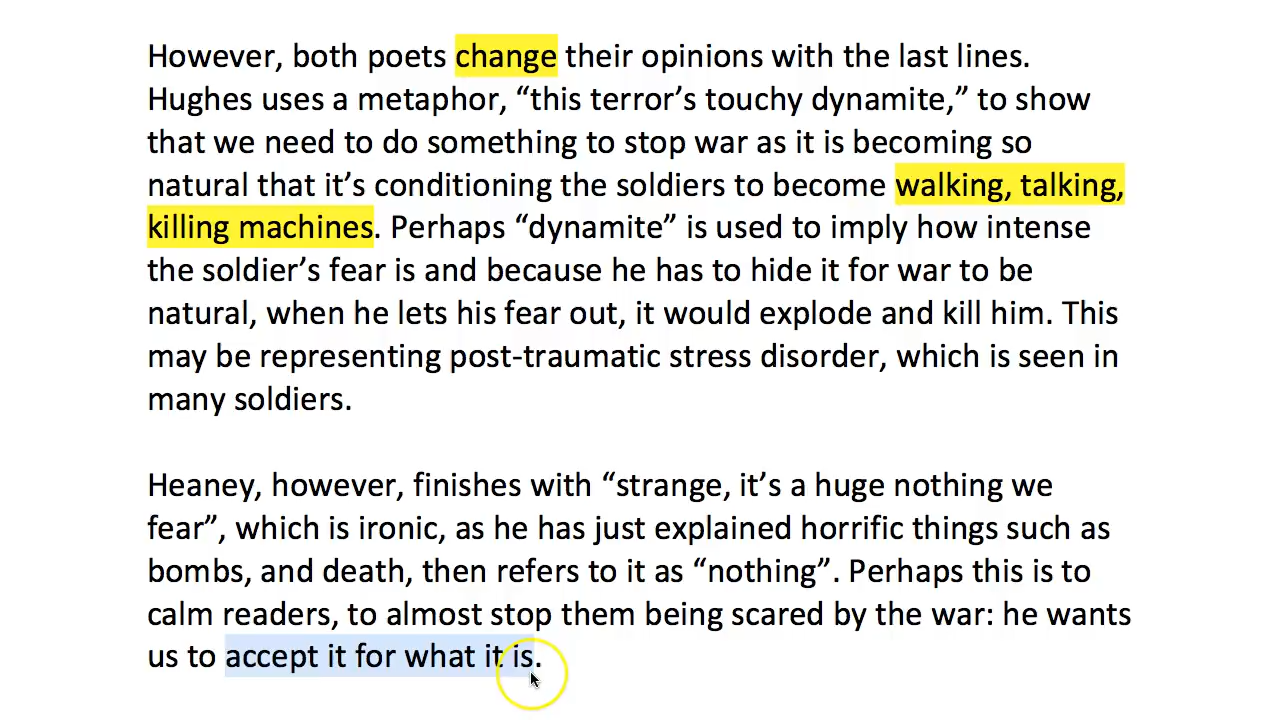 However, both poets change their opinions with the last lines.
Hughes uses a metaphor, “this terror’s touchy dynamite,” to show
that we need to do something to stop war as it is becoming so
natural that it’s conditioning the soldiers to become walking, talking,
killing machines. Perhaps “dynamite” is used to imply how intense
the soldier’s fear is and because he has to hide it for war to be
natural, when he lets his fear out, it would explode and kill him. This
may be representing post-traumatic stress disorder, which is seen in
many soldiers.
Heaney, however, finishes with “strange, it’s a huge nothing we
fear”, which is ironic, as he has just explained horrific things such as
bombs, and death, then refers to it as “nothing”. Perhaps this is to
calm readers, to almost stop them being scared by the war: he wants
us to accept it for what it is.